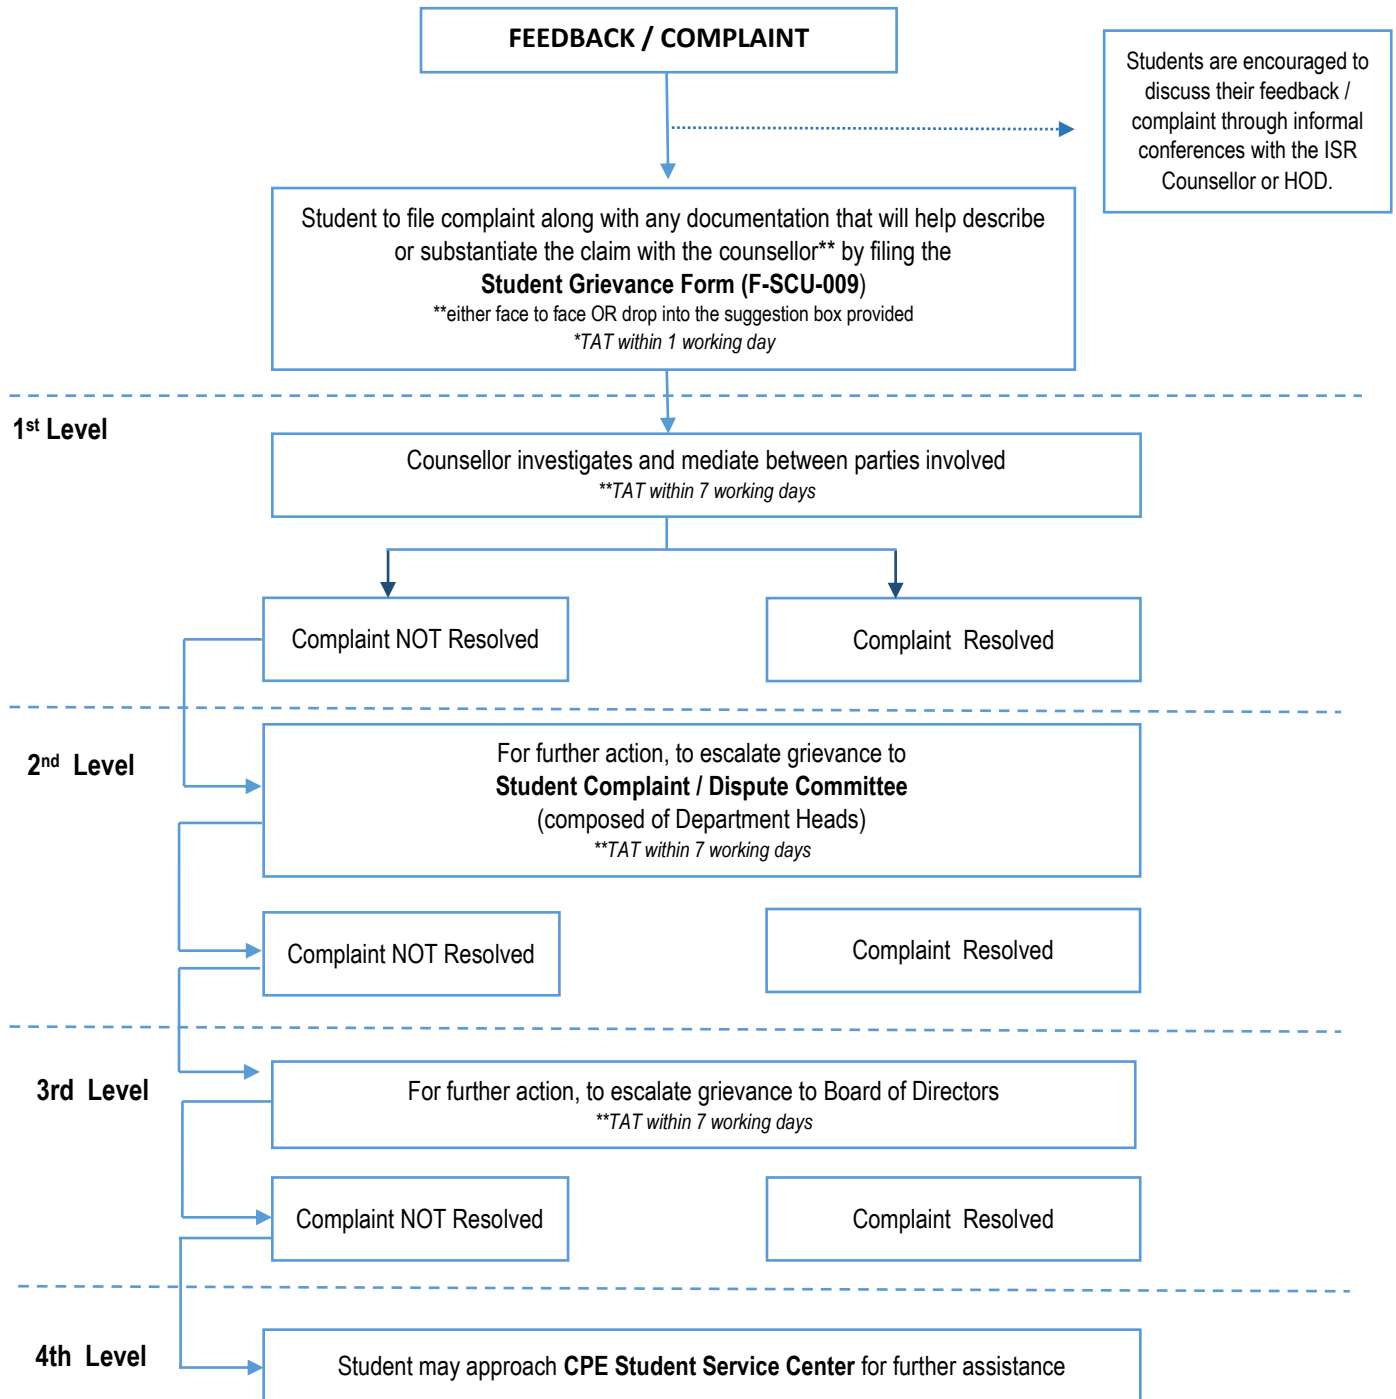 FEEDBACK / COMPLAINT
Students are encouraged to
discuss their feedback /
complaint through informal
conferences with the ISR
Counsellor or HOD.
Student to file complaint along with any documentation that will help describe
or substantiate the claim with the counsellor** by filing the
Student Grievance Form (F-SCU-009)
**either face to face OR drop into the suggestion box provided
*TAT within 1 working day
1st Level
Counsellor investigates and mediate between parties involved
**TAT within 7 working days
Complaint NOT Resolved
Complaint Resolved
2nd Level
For further action, to escalate grievance to
Student Complaint / Dispute Committee
(composed of Department Heads)
**TAT within 7 working days
Complaint NOT Resolved
Complaint Resolved
3rd Level
For further action, to escalate grievance to Board of Directors
**TAT within 7 working days
Complaint NOT Resolved
Complaint Resolved
4th Level
Student may approach CPE Student Service Center for further assistance